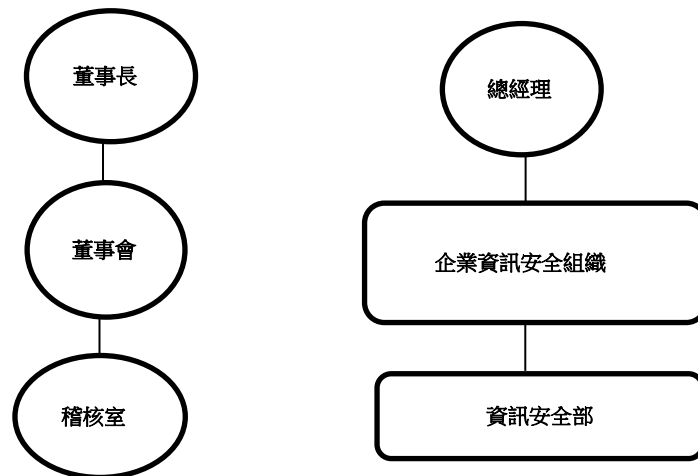 董事長
董事會
稽核室
總經理
企業資訊安全組織
資訊安全部